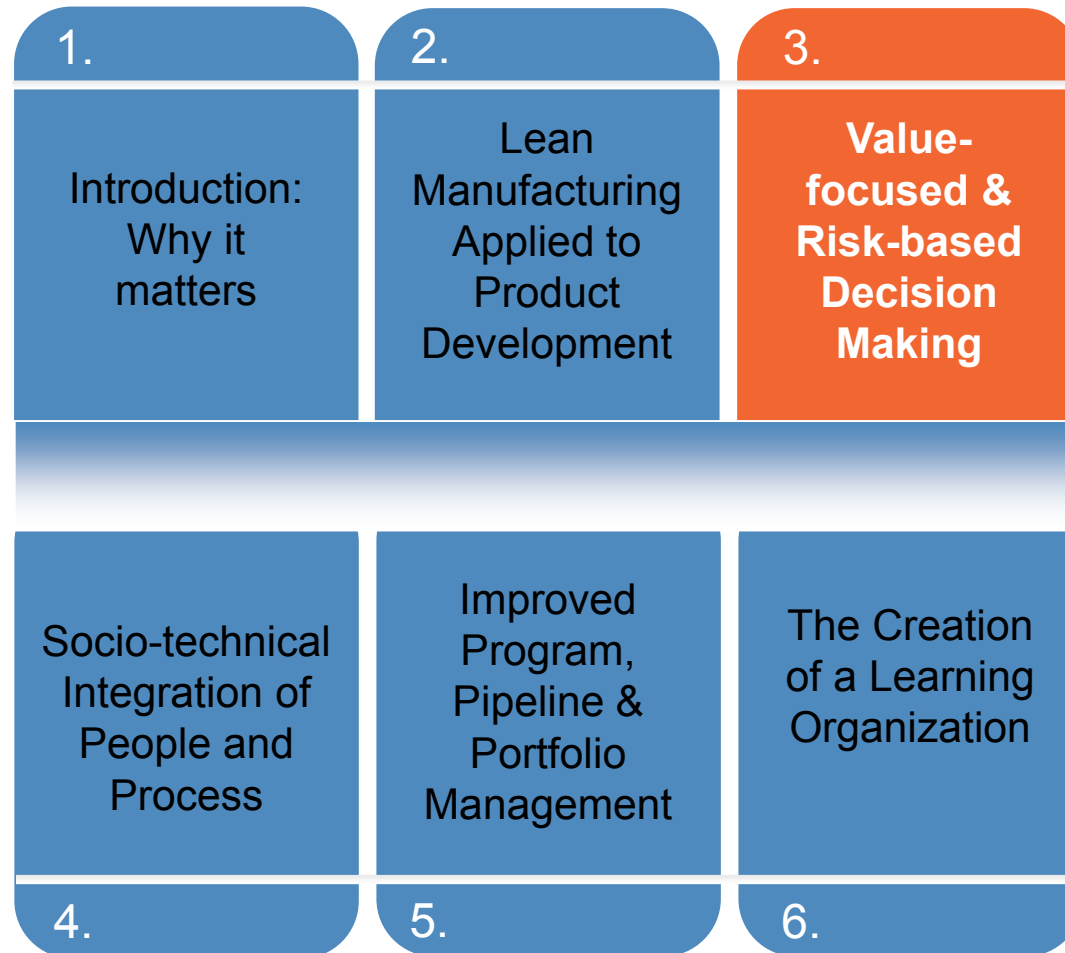 1.
Introduction:
Why it
matters
2.
Lean
Manufacturing
Applied to
Product
Development
3.
Value-
focused &
Risk-based
Decision
Making
Socio-technical
Integration of
People and
Process
4.
Improved
Program,
Pipeline &
Portfolio
Management
5.
The Creation
of a Learning
Organization
6.